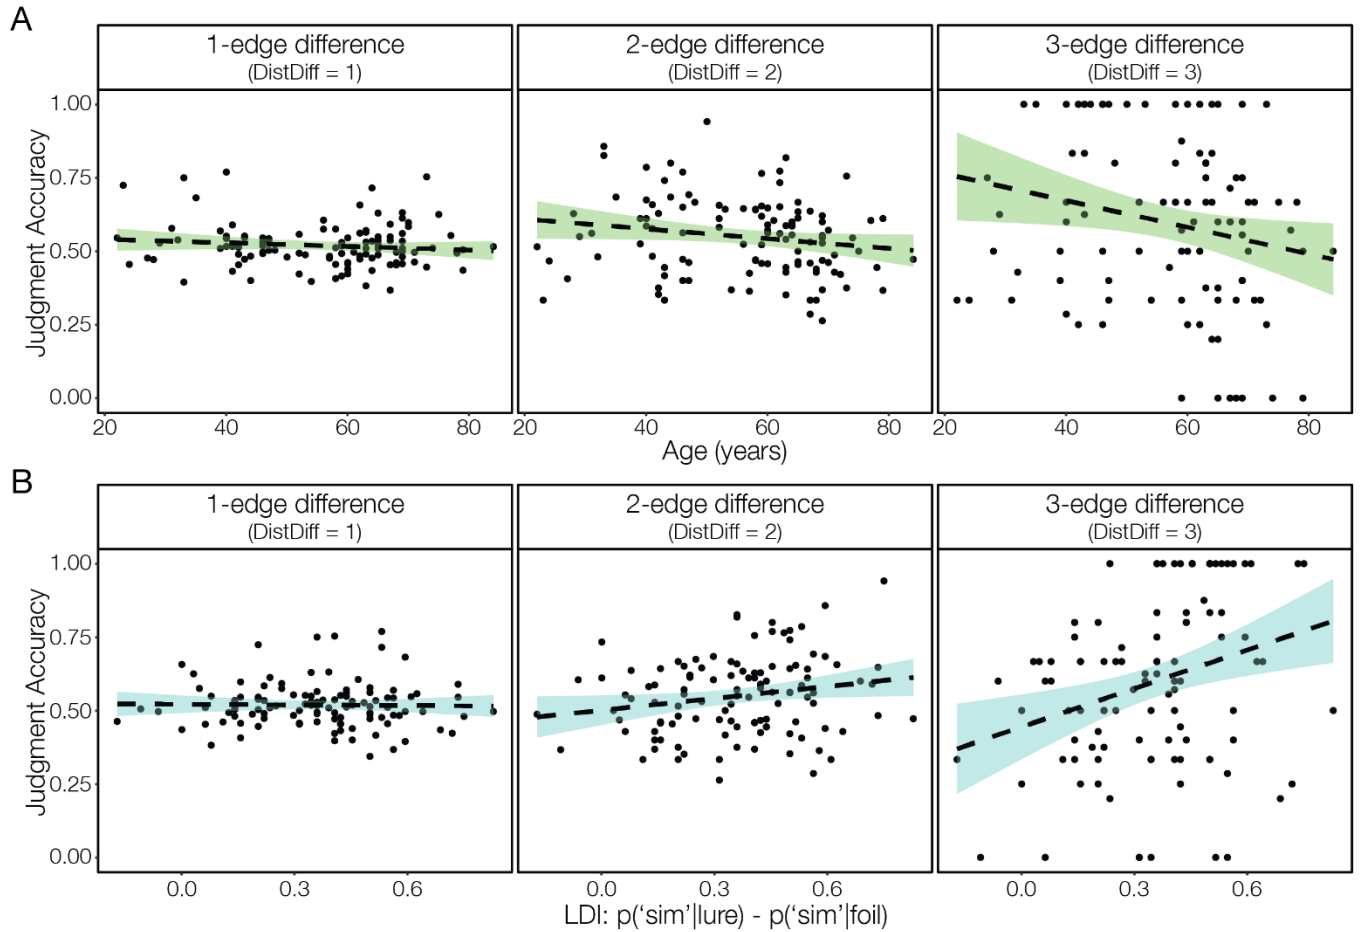 A
1-edge difference
(DistDiff = 1)
2-edge difference
(DistDiff = 2)
3-edge difference
(DistDiff = 3)
Judgment Accuracy
1.00
0.75
0.50
0.25
0.00
20 40 60 80
20 40 60 80
20 40 60 80
Age (years)
B
1-edge difference
(DistDiff = 1)
2-edge difference
(DistDiff = 2)
3-edge difference
(DistDiff = 3)
Judgment Accuracy
1.00
0.75
0.50
0.25
0.00
0.0 0.3 0.6
0.0 0.3 0.6
0.0 0.3 0.6
LDI: p(‘sim’|lure) - p(‘sim’|foil)